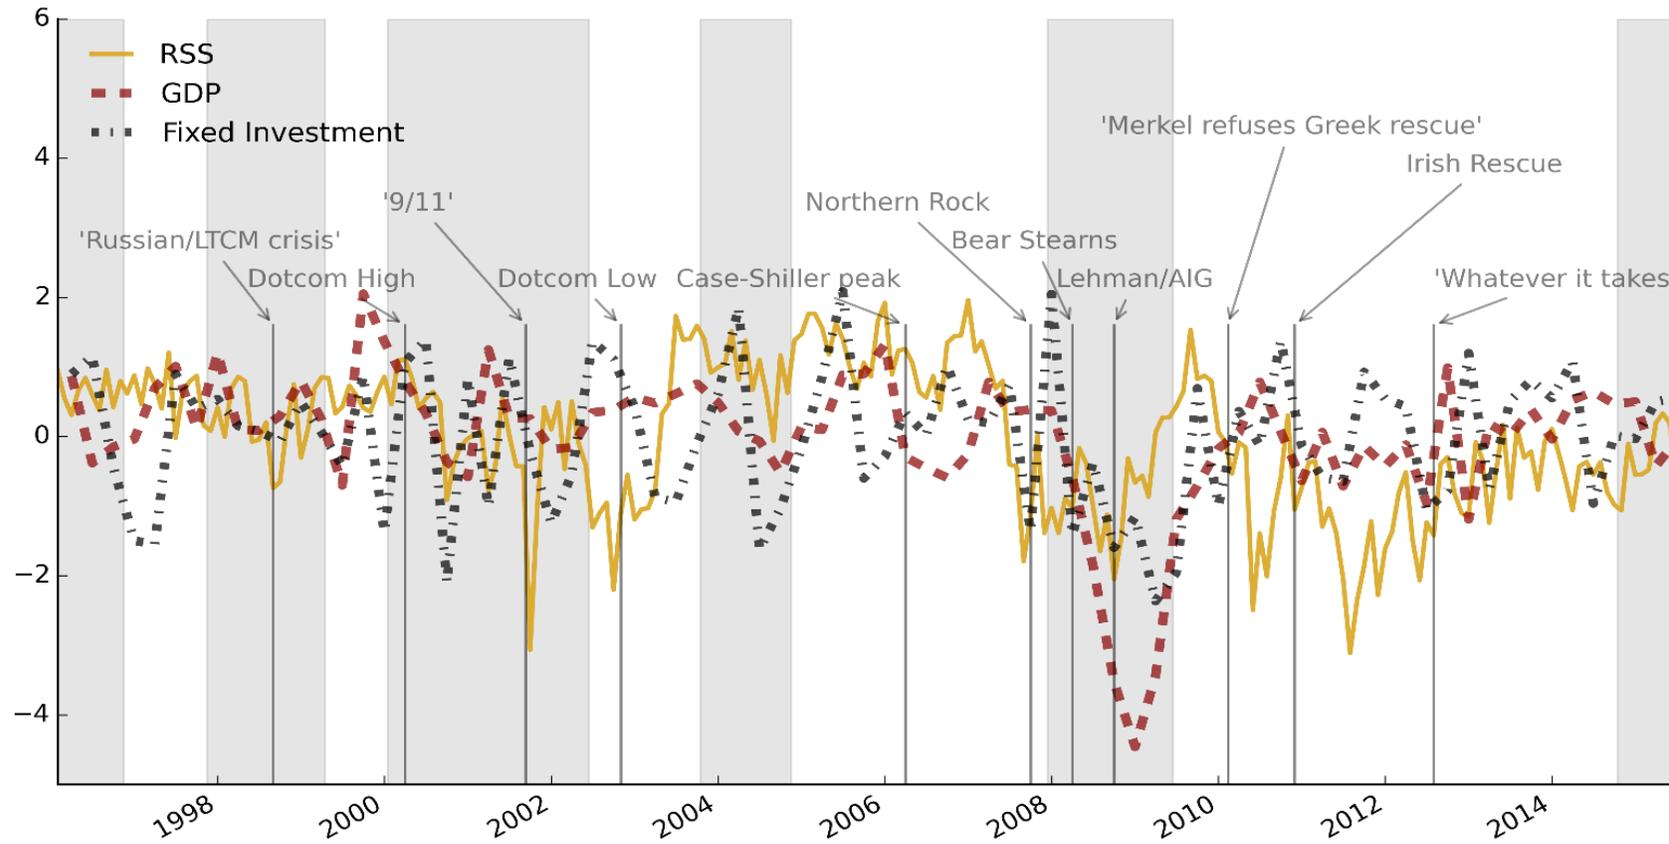 6
RSS
GDP
Fixed Investment
'Merkel refuses Greek rescue'
4
Irish Rescue
'9/11'
Northern Rock
'Russian/LTCM crisis'
Bear Stearns
Dotcom High
Dotcom Low
Case-Shiller peak
Lehman/AIG
'Whatever it takes
2
0
−2
−4
1998
2000
2002
2004
2006
2008
2010
2012
2014